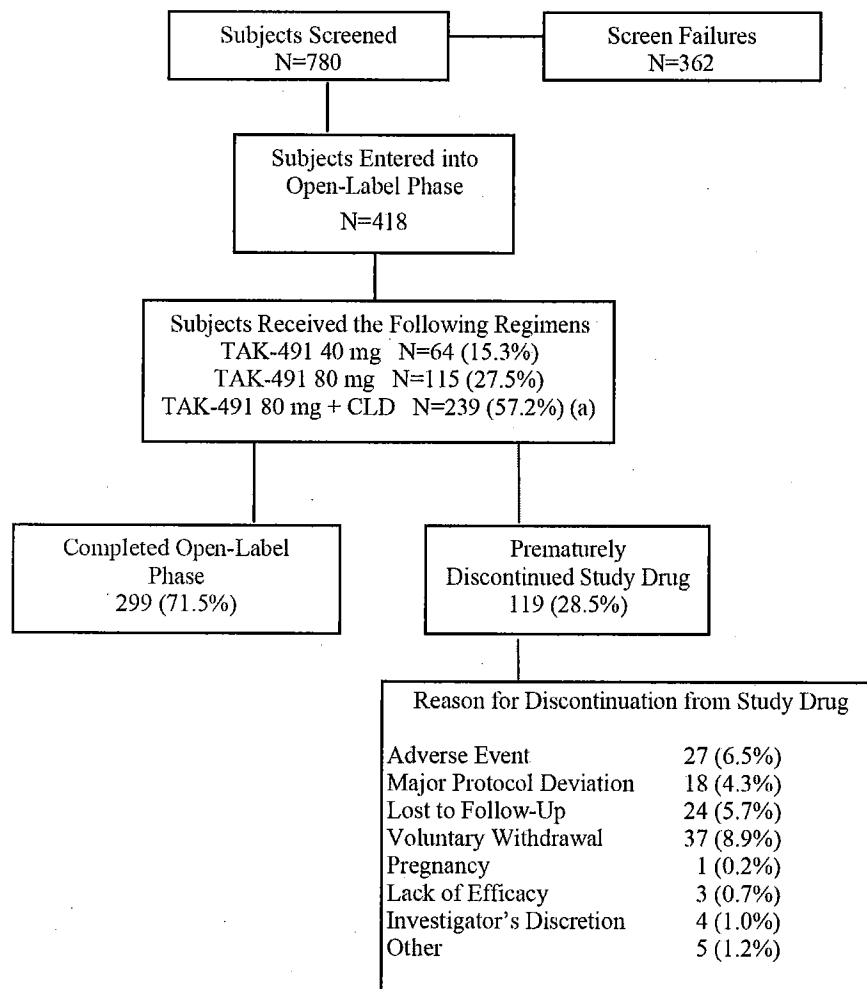 Subjects Screened
N=780
Screen Failures
N=362
Subjects Entered into
Open-Label Phase
N=418
Subjects Received the Following Regimens
TAK-491 40 mg N=64 (15.3%)
TAK-491 80 mg N=115 (27.5%)
TAK-491 80 mg + CLD N=239 (57.2%) (a)
Completed Open-Label
Phase
299 (71.5%)
Prematurely
Discontinued Study Drug
119 (28.5%)
Reason for Discontinuation from Study Drug
Adverse Event 27 (6.5%)
Major Protocol Deviation 18 (4.3%)
Lost to Follow-Up 24 (5.7%)
Voluntary Withdrawal 37 (8.9%)
Pregnancy 1 (0.2%)
Lack of Efficacy 3 (0.7%)
Investigator's Discretion 4 (1.0%)
Other 5 (1.2%)